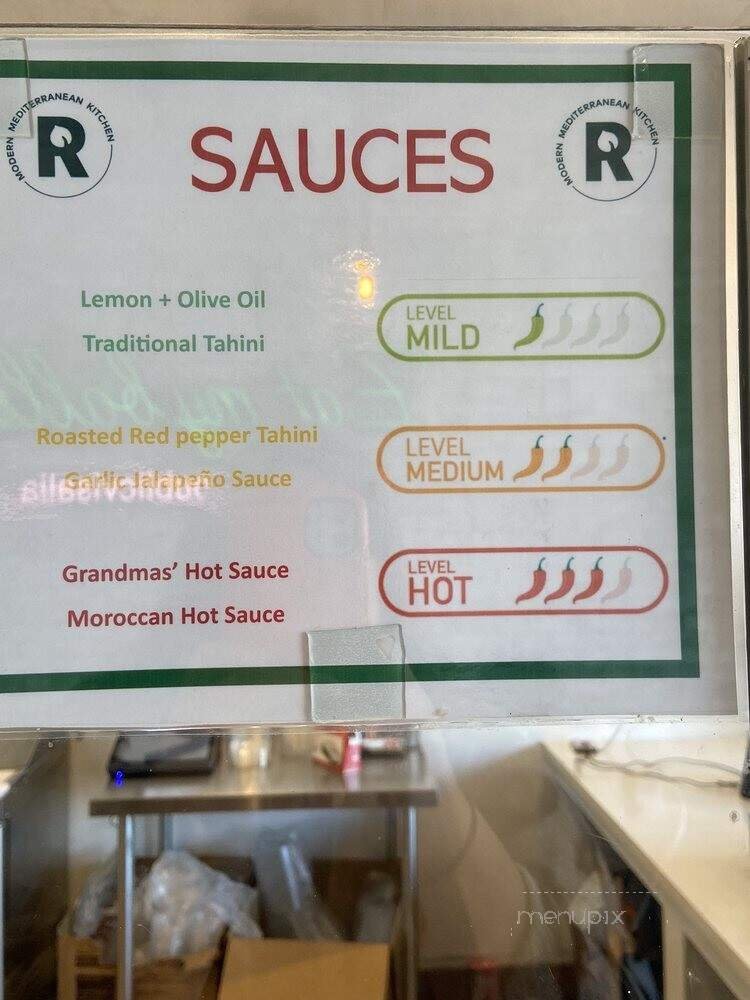 MODERN MEDITERRANEAN KITCHEN
R
SAUCES
MODERN MEDITERRANEAN KITCHEN
R
Lemon + Olive Oil
Traditional Tahini
LEVEL
MILD
Roasted Red pepper Tahini
Garlic Jalapeño Sauce
LEVEL
MEDIUM
Grandmas’ Hot Sauce
Moroccan Hot Sauce
LEVEL
HOT
menupix